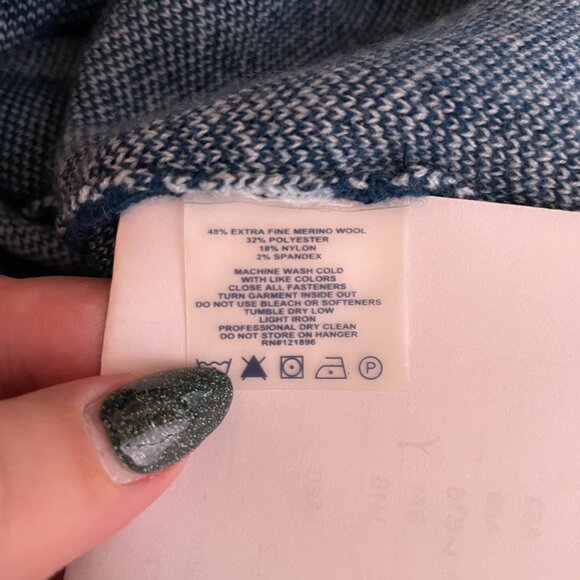 48% EXTRA FINE MERINO WOOL
32% POLYESTER
18% NYLON
2% SPANDEX
MACHINE WASH COLD
WITH LIKE COLORS
CLOSE ALL FASTENERS
TURN GARMENT INSIDE OUT
DO NOT USE BLEACH OR SOFTENERS
TUMBLE DRY LOW
LIGHT IRON
PROFESSIONAL DRY CLEAN
DO NOT STORE ON HANGER
RN#121896
P